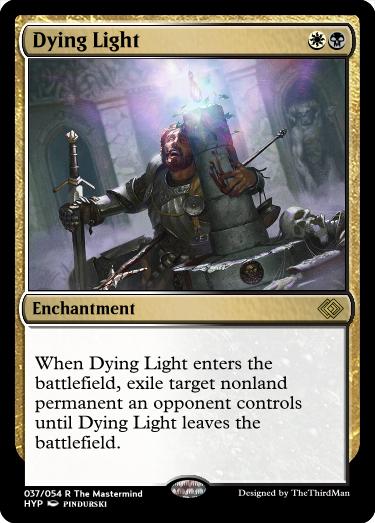 Dying Light
Enchantment
When Dying Light enters the
battlefield, exile target nonland
permanent an opponent controls
until Dying Light leaves the
battlefield.
037/054 R The Mastermind
HYP PINDURSKI
Designed by TheThirdMan